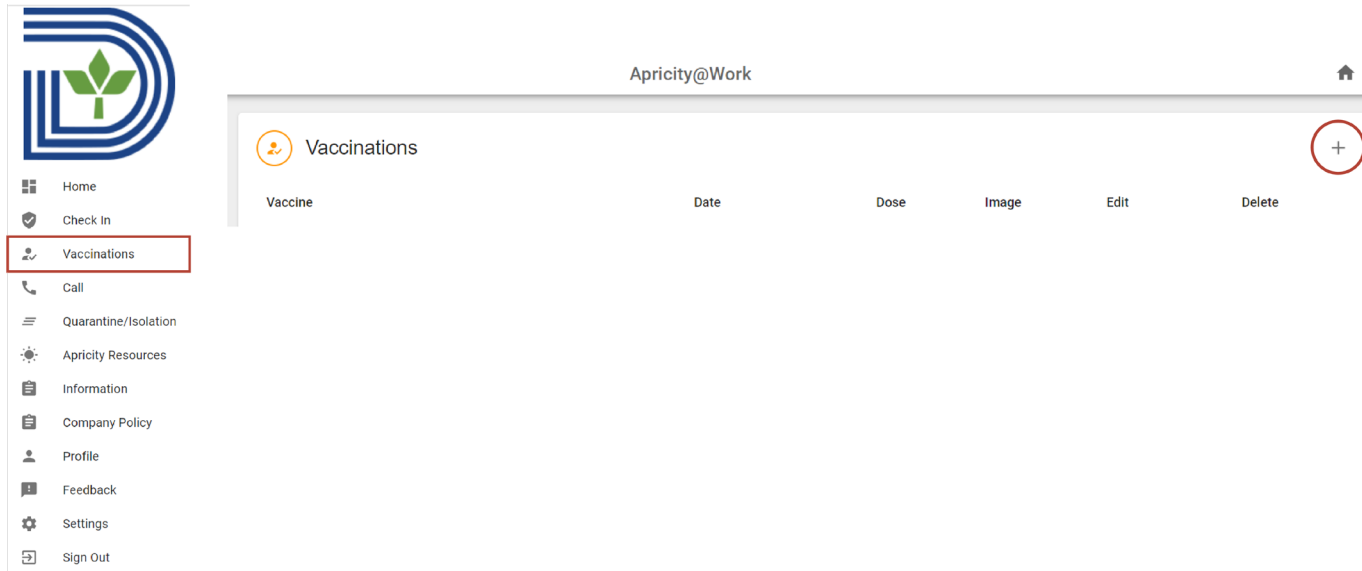 Home
Check In
Vaccinations
Call
Quarantine/Isolation
Apricity Resources
Information
Company Policy
Profile
Feedback
Settings
Sign Out
Apricity@Work
Vaccinations
+
Vaccine Date Dose Image Edit Delete